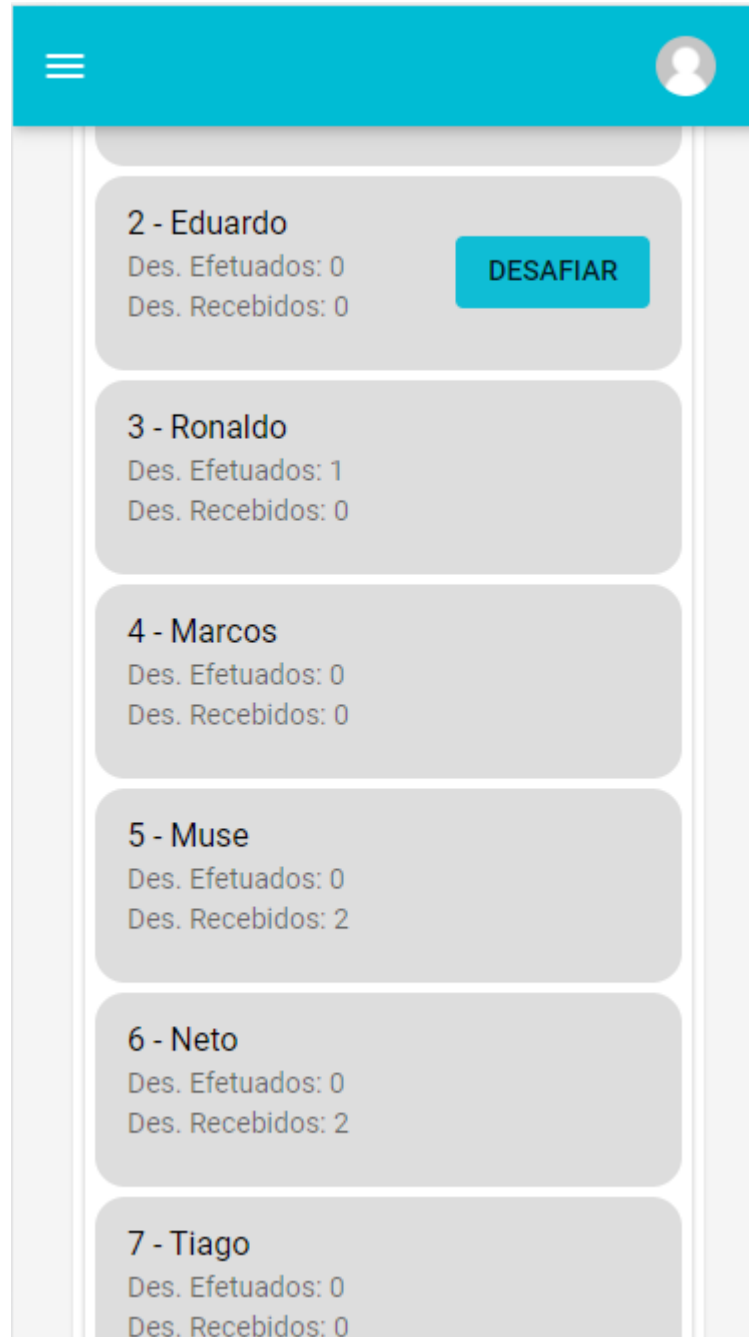 2 - Eduardo
Des. Efetuados: 0
Des. Recebidos: 0
DESAFIAR
3 - Ronaldo
Des. Efetuados: 1
Des. Recebidos: 0
4 - Marcos
Des. Efetuados: 0
Des. Recebidos: 0
5 - Muse
Des. Efetuados: 0
Des. Recebidos: 2
6 - Neto
Des. Efetuados: 0
Des. Recebidos: 2
7 - Tiago
Des. Efetuados: 0
Des. Recebidos: 0